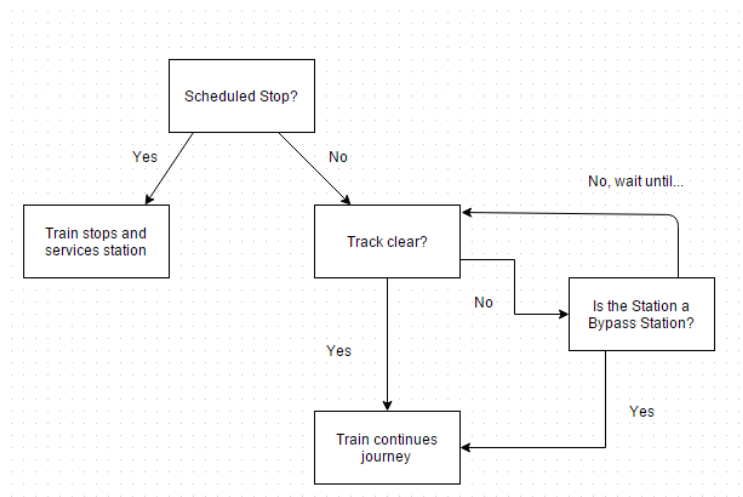 Scheduled Stop?
Yes
No
No, wait until...
Train stops and
services station
Track clear?
No
Is the Station a
Bypass Station?
Yes
Yes
Train continues
journey